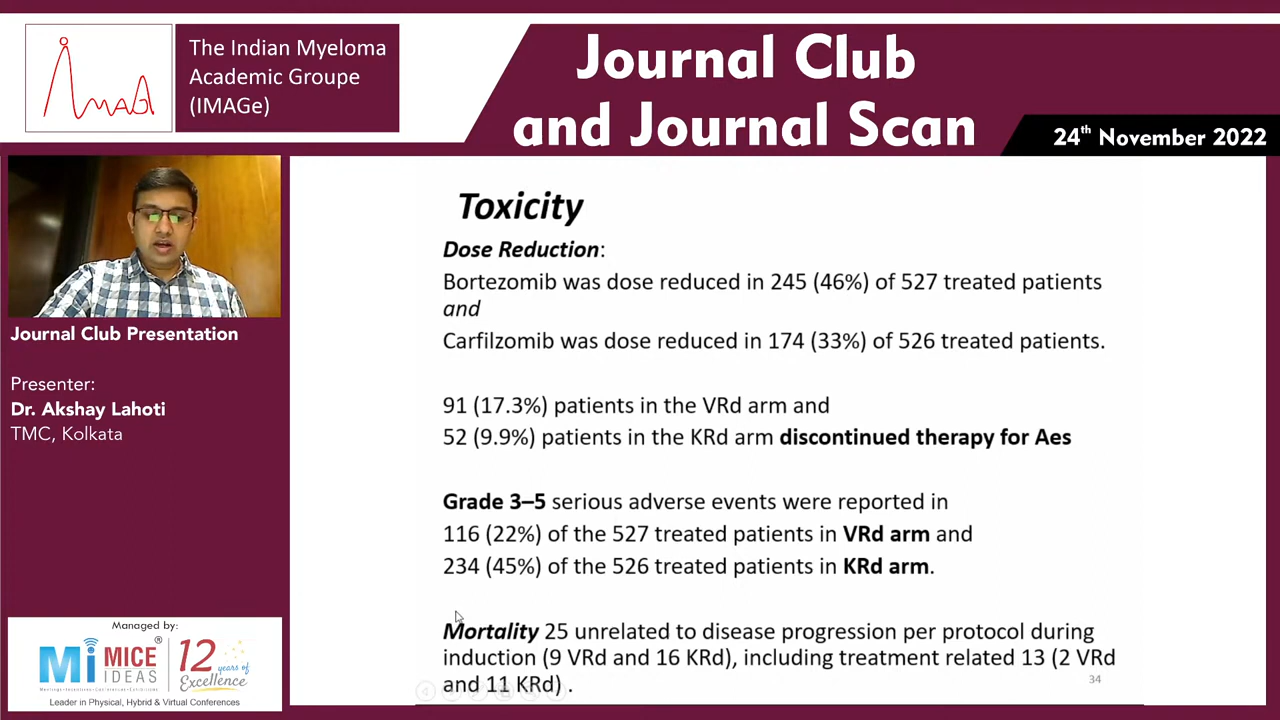 ImAGe
The Indian Myeloma
Academic Groupe
(IMAGe)
Journal Club
and Journal Scan
24th November 2022
Journal Club Presentation
Presenter:
Dr. Akshay Lahoti
TMC, Kolkata
Toxicity
Dose Reduction:
Bortezomib was dose reduced in 245 (46%) of 527 treated patients
and
Carfilzomib was dose reduced in 174 (33%) of 526 treated patients.
91 (17.3%) patients in the VRd arm and
52 (9.9%) patients in the KRd arm discontinued therapy for Aes
Grade 3–5 serious adverse events were reported in
116 (22%) of the 527 treated patients in VRd arm and
234 (45%) of the 526 treated patients in KRd arm.
Mortality 25 unrelated to disease progression per protocol during
induction (9 VRd and 16 KRd), including treatment related 13 (2 VRd
and 11 KRd) .
34
Managed by:
Mi MICE IDEAS ®
12 years of Excellence
Leader in Physical, Hybrid & Virtual Conferences